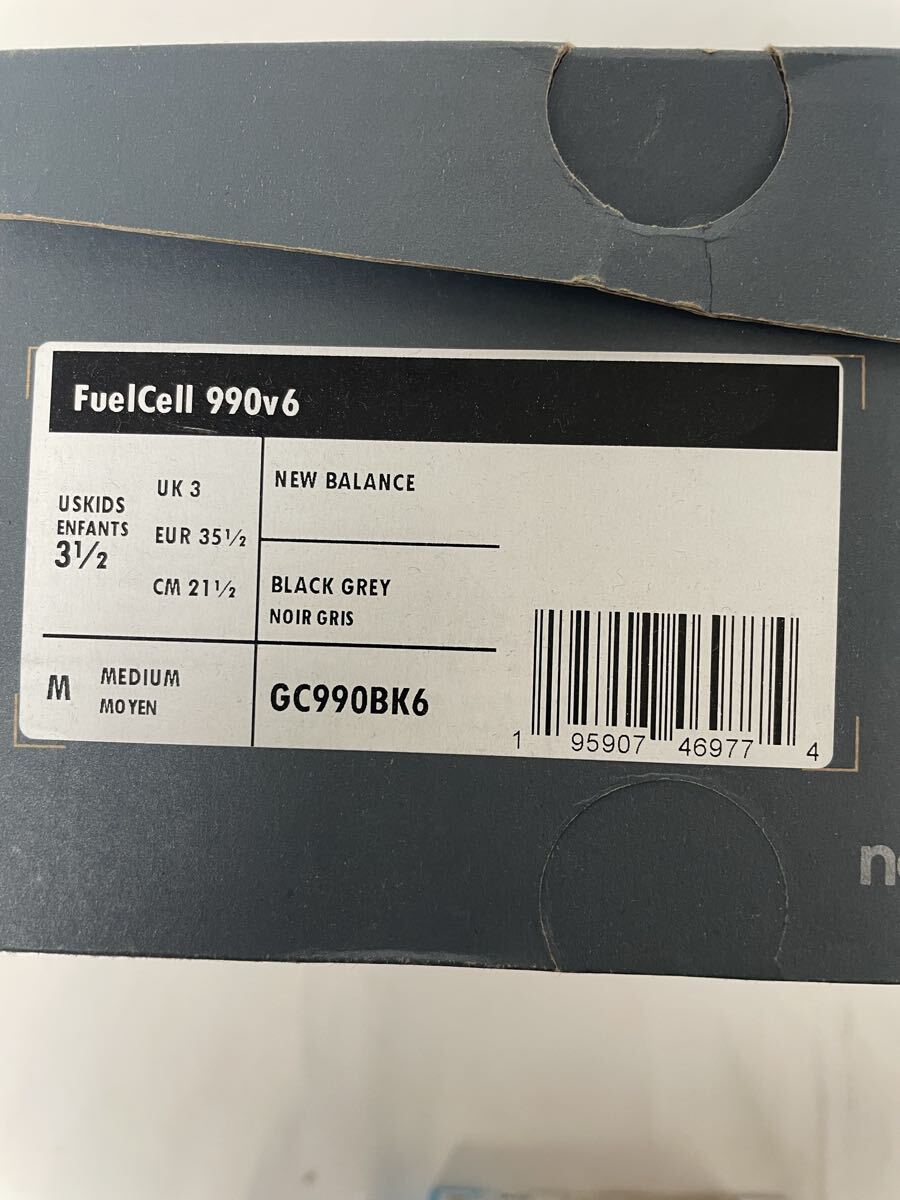 FuelCell 990v6
USKIDS
ENFANTS
3½
UK 3
EUR 35½
CM 21½
NEW BALANCE
BLACK GREY
NOIR GRIS
M
MEDIUM
MOYEN
GC990BK6
1 95907 46977 4